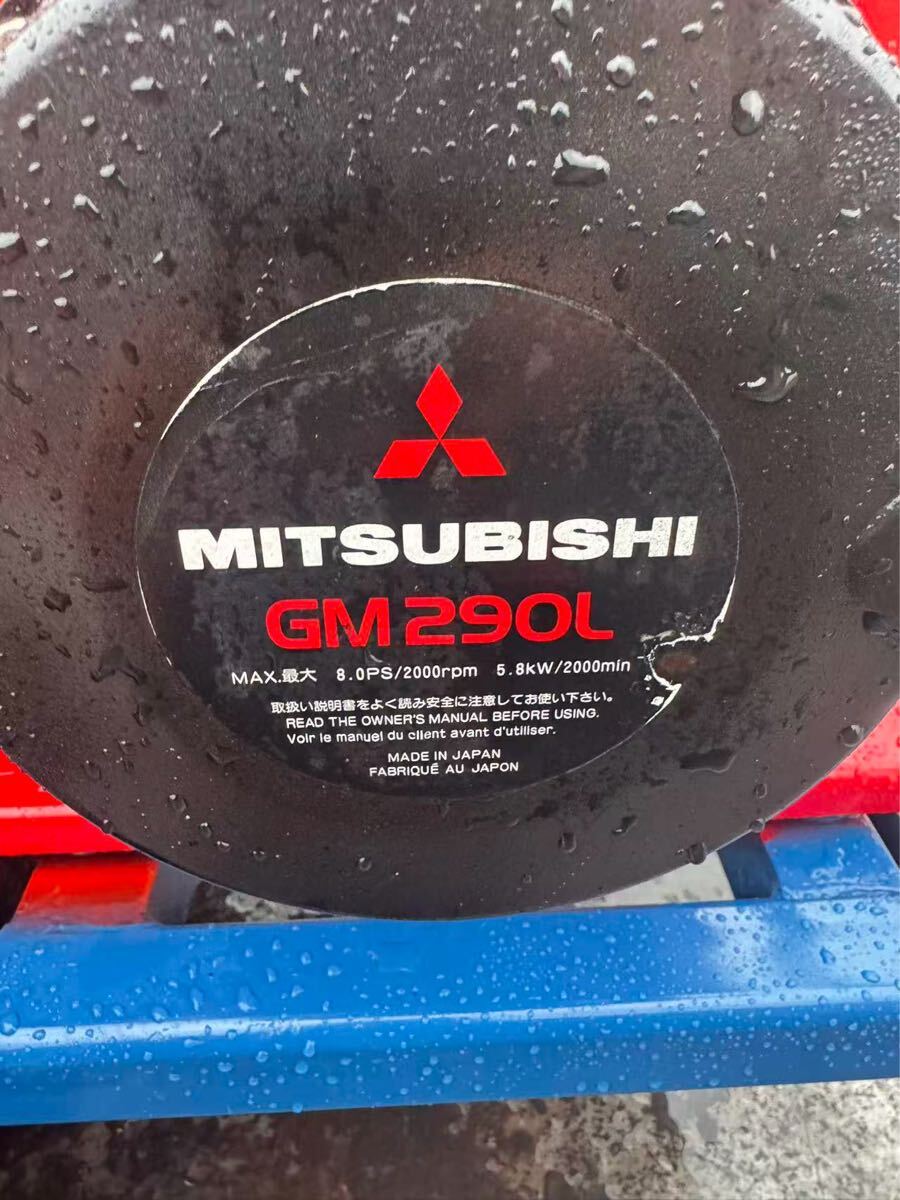 MITSUBISHI
GM290L
MAX.最大 8.0PS/2000rpm 5.8kW/2000min
取扱い説明書をよく読み安全に注意してお使い下さい。
READ THE OWNER'S MANUAL BEFORE USING.
Voir le manuel du client avant d'utiliser.
MADE IN JAPAN
FABRIQUÉ AU JAPON